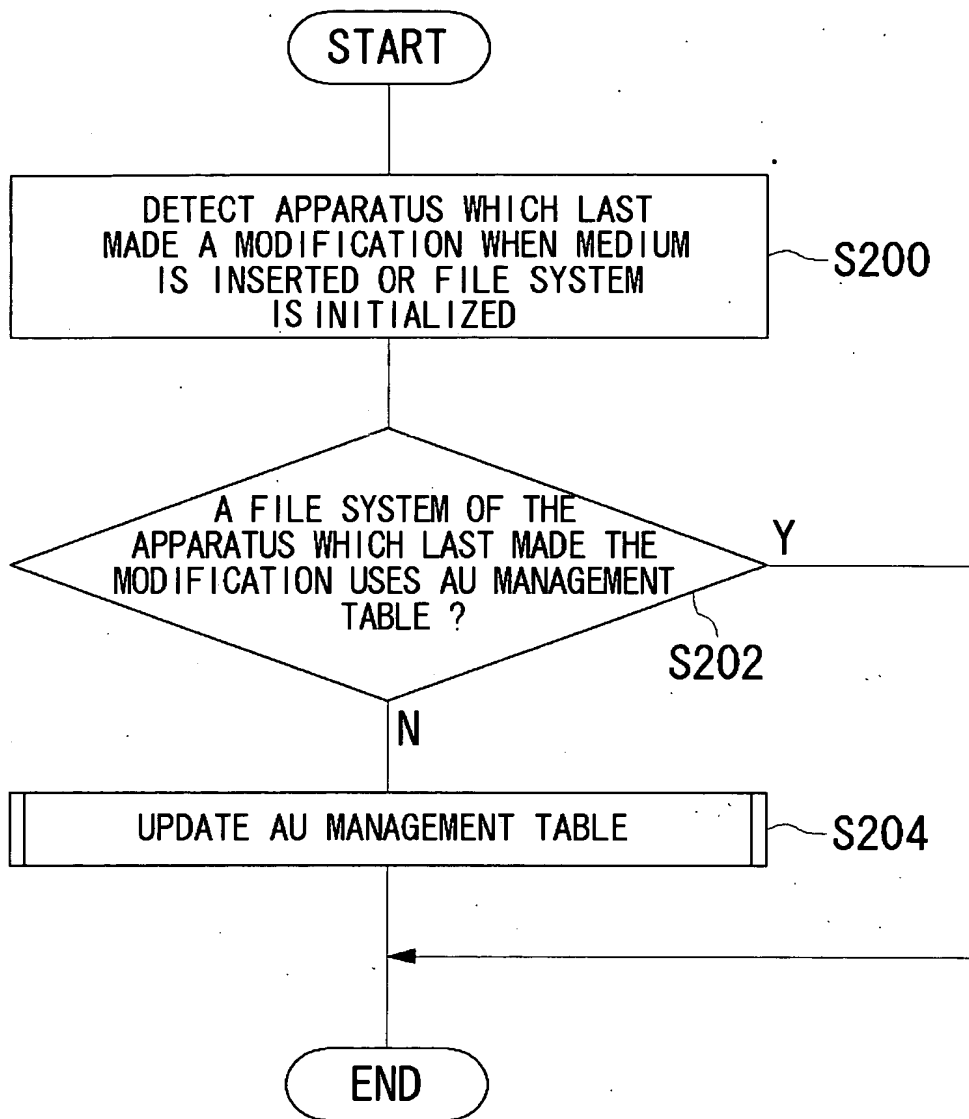 START
DETECT APPARATUS WHICH LAST
MADE A MODIFICATION WHEN MEDIUM
IS INSERTED OR FILE SYSTEM
IS INITIALIZED
S200
A FILE SYSTEM OF THE
APPARATUS WHICH LAST MADE THE
MODIFICATION USES AU MANAGEMENT
TABLE ?
Y
S202
N
UPDATE AU MANAGEMENT TABLE
S204
END